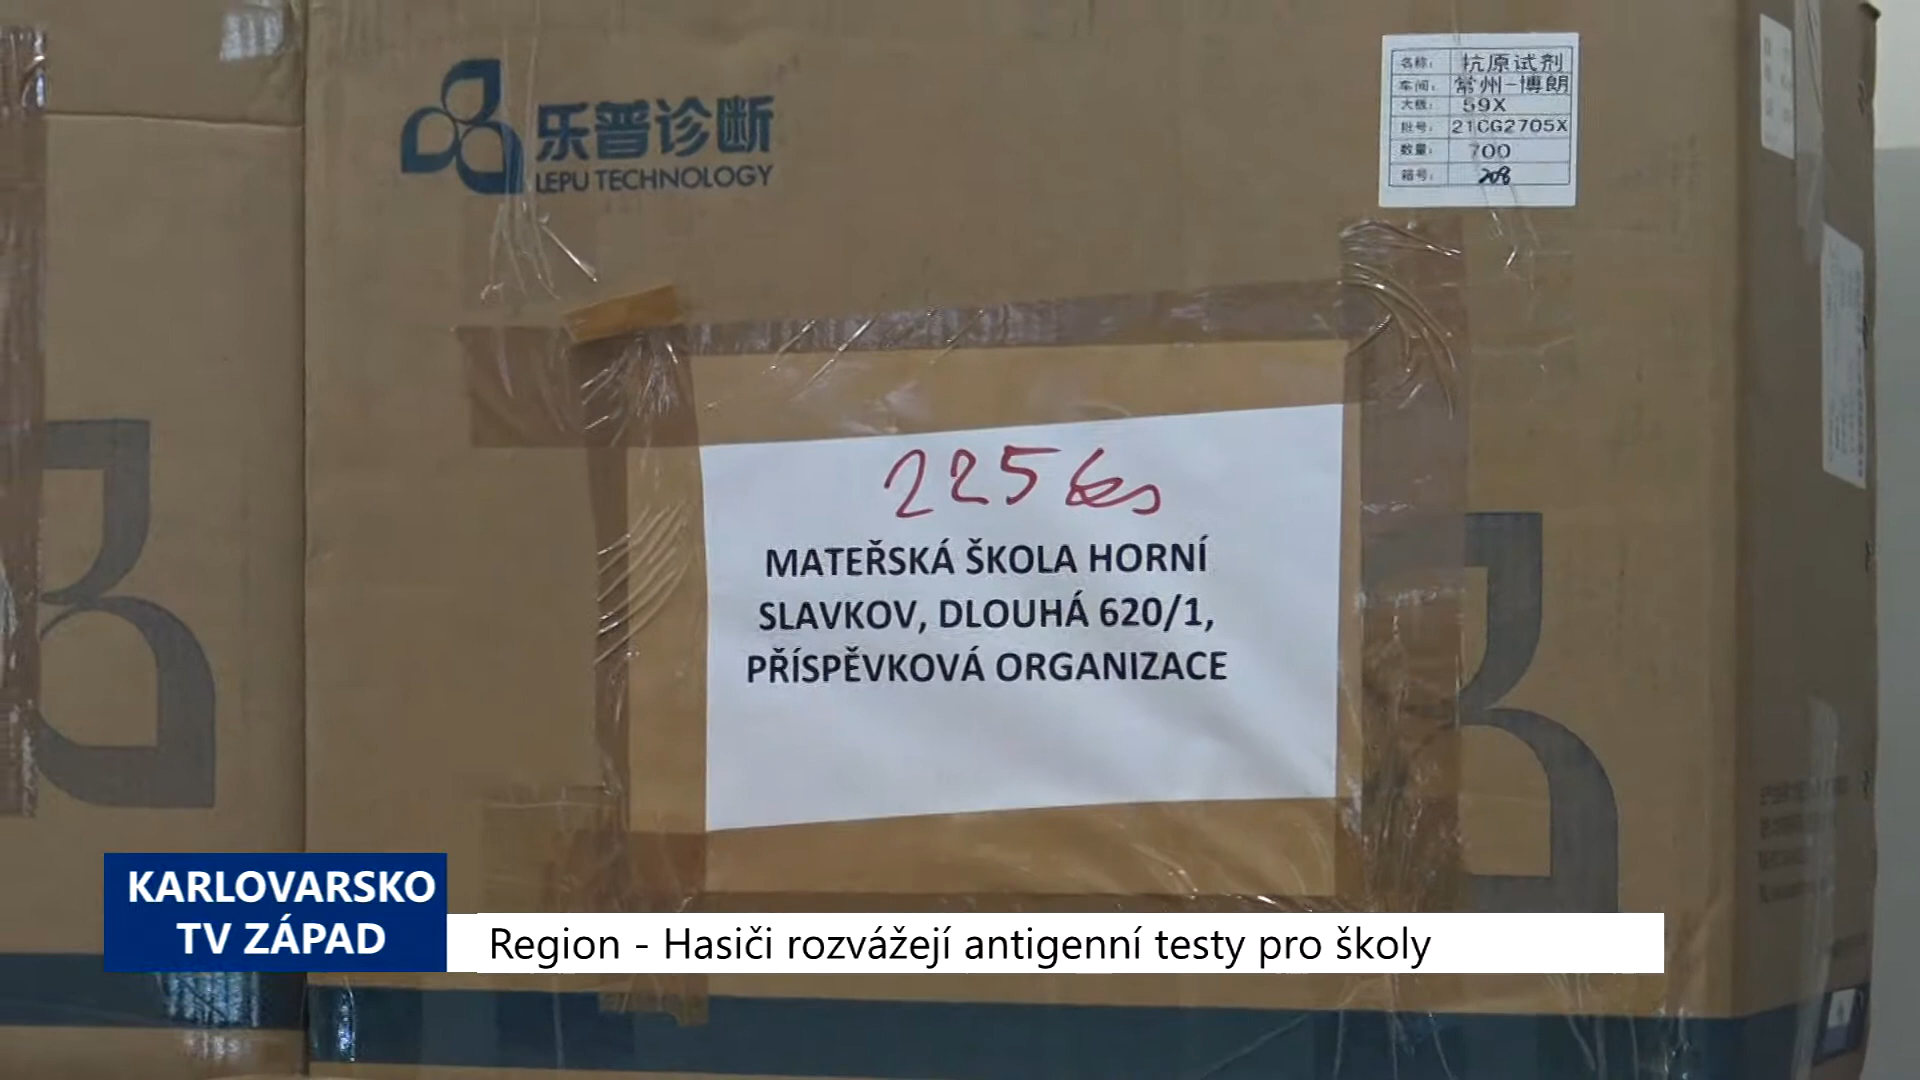 乐普诊断
LEPU TECHNOLOGY
名称: 抗原试剂
车间: 常州-博朗
大板: 59X
批号: 21CG2705X
数量: 700
箱号: 208
225 ks
MATEŘSKÁ ŠKOLA HORNÍ
SLAVKOV, DLOUHÁ 620/1,
PŘÍSPĚVKOVÁ ORGANIZACE
KARLOVARSKO
TV ZÁPAD
Region - Hasiči rozvážejí antigenní testy pro školy